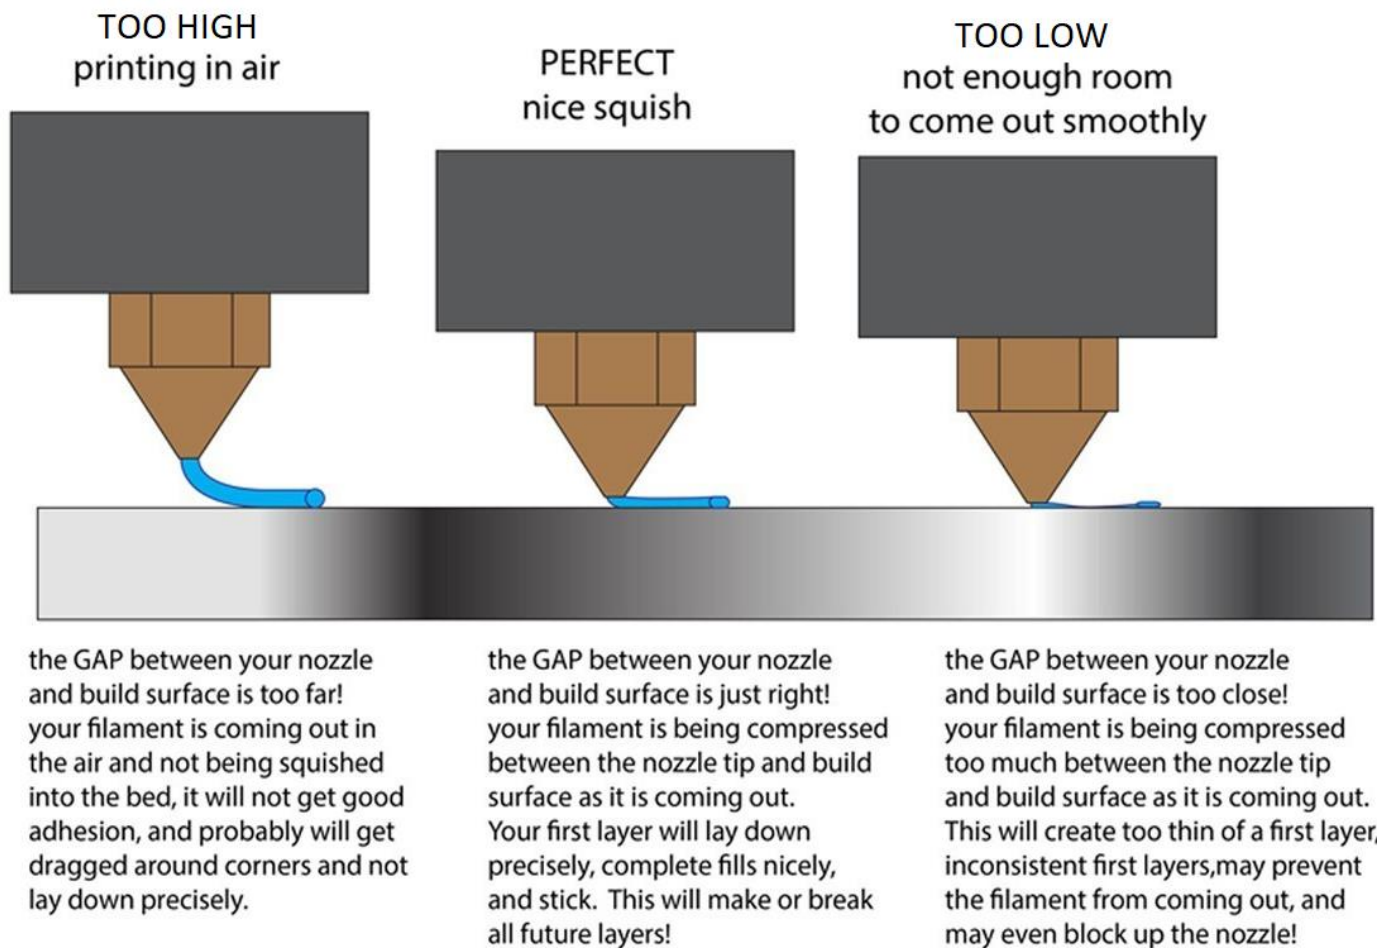 TOO HIGH
printing in air
PERFECT
nice squish
TOO LOW
not enough room
to come out smoothly
the GAP between your nozzle
and build surface is too far!
your filament is coming out in
the air and not being squished
into the bed, it will not get good
adhesion, and probably will get
dragged around corners and not
lay down precisely.
the GAP between your nozzle
and build surface is just right!
your filament is being compressed
between the nozzle tip and build
surface as it is coming out.
Your first layer will lay down
precisely, complete fills nicely,
and stick. This will make or break
all future layers!
the GAP between your nozzle
and build surface is too close!
your filament is being compressed
too much between the nozzle tip
and build surface as it is coming out.
This will create too thin of a first layer,
inconsistent first layers,may prevent
the filament from coming out, and
may even block up the nozzle!